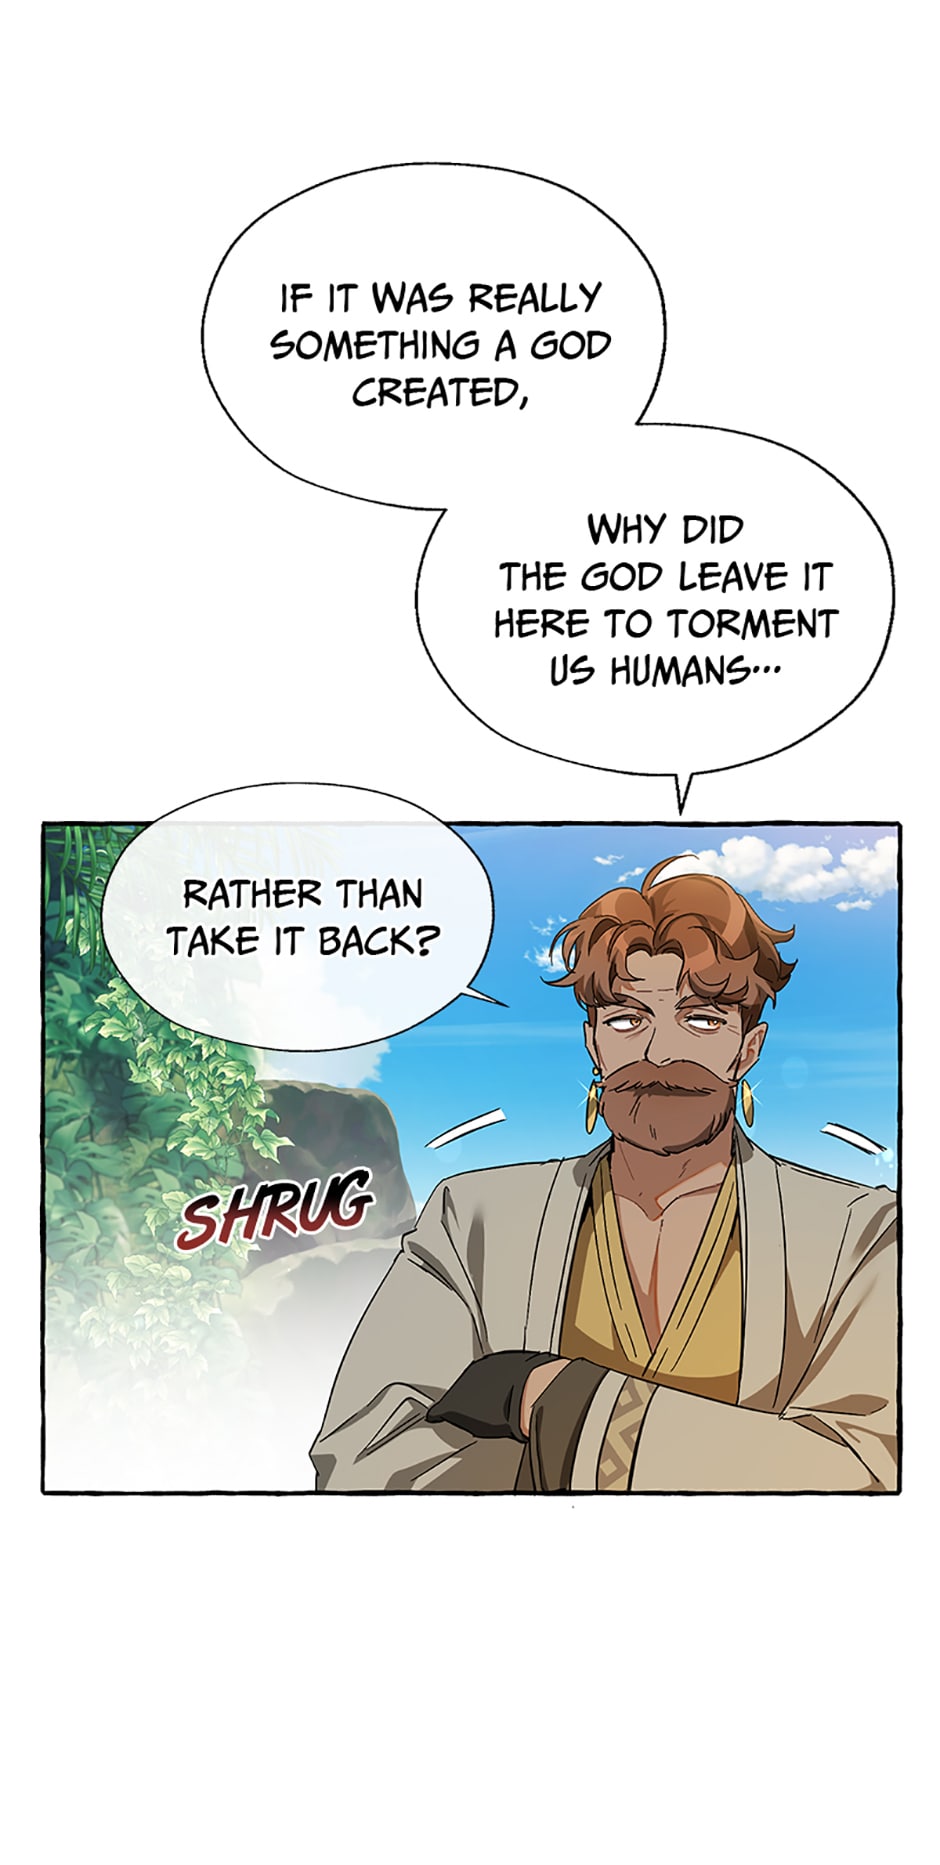 IF IT WAS REALLY
SOMETHING A GOD
CREATED,
WHY DID
THE GOD LEAVE IT
HERE TO TORMENT
US HUMANS...
RATHER THAN
TAKE IT BACK?
SHRUG